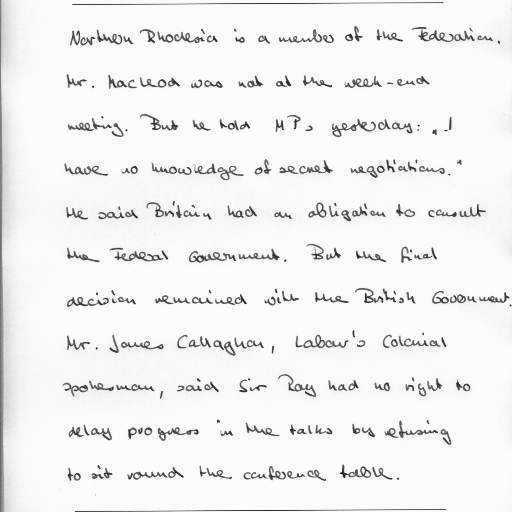 Northern Rhodesia is a member of the Federation.
Mr. Macleod was not at the week-end
meeting. But he told M Ps yesterday: "I
have no knowledge of secret negotiations."
He said Britain had an obligation to consult
the Federal Government. But the final
decision remained with the British Government.
Mr. James Callaghan, Labour's Colonial
spokesman, said Sir Roy had no right to
delay progress in the talks by refusing
to sit round the conference table.